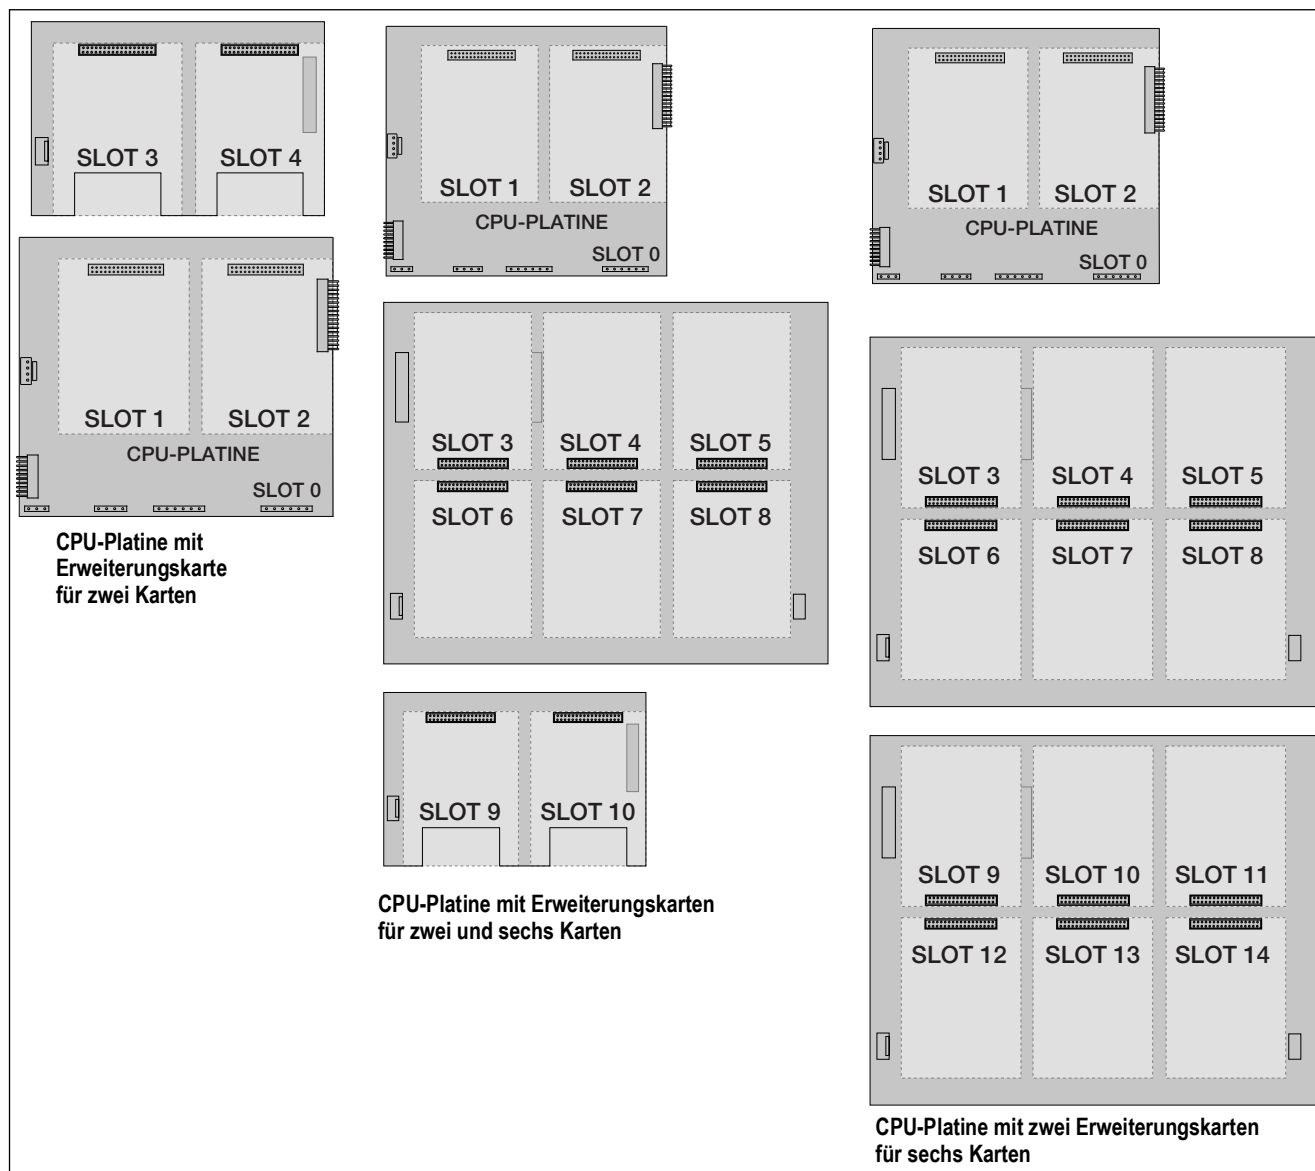 SLOT 3 SLOT 4
SLOT 1 SLOT 2
CPU-PLATINE
SLOT 0
CPU-Platine mit
Erweiterungskarte
für zwei Karten
SLOT 1 SLOT 2
CPU-PLATINE
SLOT 0
SLOT 3 SLOT 4 SLOT 5
SLOT 6 SLOT 7 SLOT 8
SLOT 9 SLOT 10
CPU-Platine mit Erweiterungskarten
für zwei und sechs Karten
SLOT 1 SLOT 2
CPU-PLATINE
SLOT 0
SLOT 3 SLOT 4 SLOT 5
SLOT 6 SLOT 7 SLOT 8
SLOT 9 SLOT 10 SLOT 11
SLOT 12 SLOT 13 SLOT 14
CPU-Platine mit zwei Erweiterungskarten
für sechs Karten